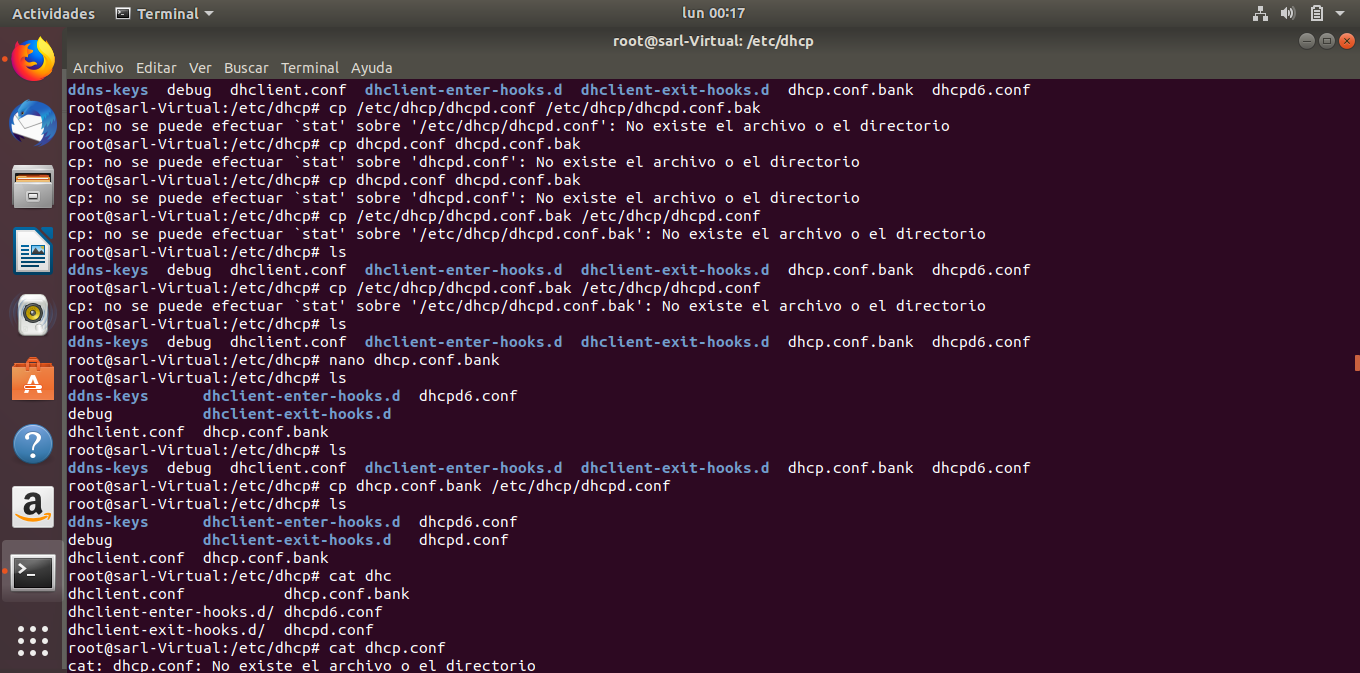 Actividades Terminal lun 00:17
root@sarl-Virtual: /etc/dhcp
Archivo Editar Ver Buscar Terminal Ayuda
ddns-keys debug dhclient.conf dhclient-enter-hooks.d dhclient-exit-hooks.d dhcp.conf.bank dhcpd6.conf
root@sarl-Virtual:/etc/dhcp# cp /etc/dhcp/dhcpd.conf /etc/dhcp/dhcpd.conf.bak
cp: no se puede efectuar `stat' sobre '/etc/dhcp/dhcpd.conf': No existe el archivo o el directorio
root@sarl-Virtual:/etc/dhcp# cp dhcpd.conf dhcpd.conf.bak
cp: no se puede efectuar `stat' sobre 'dhcpd.conf': No existe el archivo o el directorio
root@sarl-Virtual:/etc/dhcp# cp dhcpd.conf dhcpd.conf.bak
cp: no se puede efectuar `stat' sobre 'dhcpd.conf': No existe el archivo o el directorio
root@sarl-Virtual:/etc/dhcp# cp /etc/dhcp/dhcpd.conf.bak /etc/dhcp/dhcpd.conf
cp: no se puede efectuar `stat' sobre '/etc/dhcp/dhcpd.conf.bak': No existe el archivo o el directorio
root@sarl-Virtual:/etc/dhcp# ls
ddns-keys debug dhclient.conf dhclient-enter-hooks.d dhclient-exit-hooks.d dhcp.conf.bank dhcpd6.conf
root@sarl-Virtual:/etc/dhcp# cp /etc/dhcp/dhcpd.conf.bak /etc/dhcp/dhcpd.conf
cp: no se puede efectuar `stat' sobre '/etc/dhcp/dhcpd.conf.bak': No existe el archivo o el directorio
root@sarl-Virtual:/etc/dhcp# ls
ddns-keys debug dhclient.conf dhclient-enter-hooks.d dhclient-exit-hooks.d dhcp.conf.bank dhcpd6.conf
root@sarl-Virtual:/etc/dhcp# nano dhcp.conf.bank
root@sarl-Virtual:/etc/dhcp# ls
ddns-keys dhclient-enter-hooks.d dhcpd6.conf
debug dhclient-exit-hooks.d
dhclient.conf dhcp.conf.bank
root@sarl-Virtual:/etc/dhcp# ls
ddns-keys debug dhclient.conf dhclient-enter-hooks.d dhclient-exit-hooks.d dhcp.conf.bank dhcpd6.conf
root@sarl-Virtual:/etc/dhcp# cp dhcp.conf.bank /etc/dhcp/dhcpd.conf
root@sarl-Virtual:/etc/dhcp# ls
ddns-keys dhclient-enter-hooks.d dhcpd6.conf
debug dhclient-exit-hooks.d dhcpd.conf
dhclient.conf dhcp.conf.bank
root@sarl-Virtual:/etc/dhcp# cat dhc
dhclient.conf dhcp.conf.bank
dhclient-enter-hooks.d/ dhcpd6.conf
dhclient-exit-hooks.d/ dhcpd.conf
root@sarl-Virtual:/etc/dhcp# cat dhcp.conf
cat: dhcp.conf: No existe el archivo o el directorio